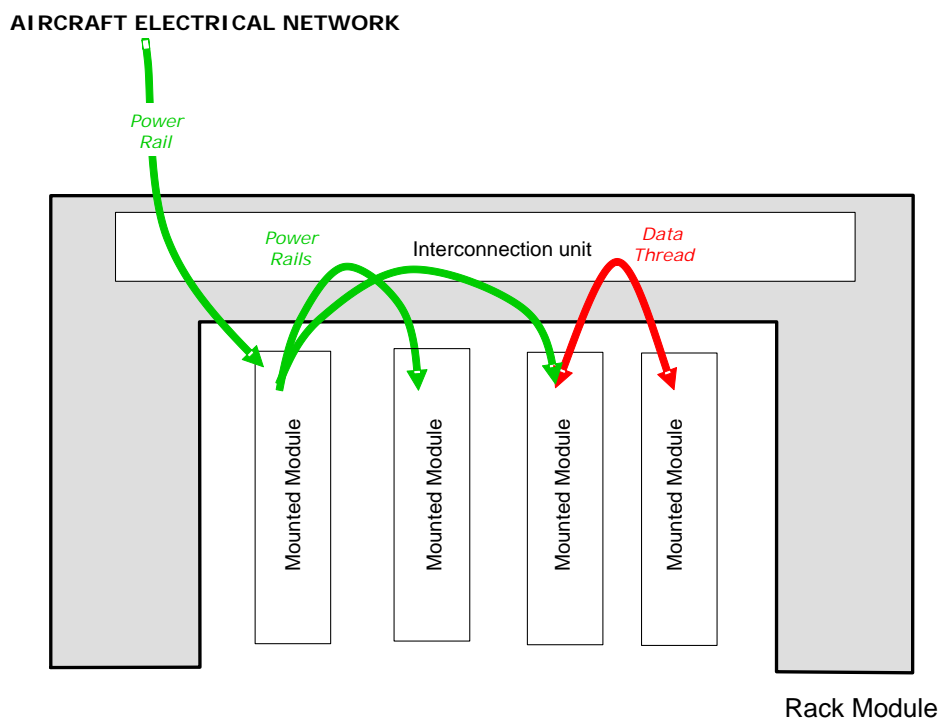 AIRCRAFT ELECTRICAL NETWORK
Power
Rail
Power
Rails
Interconnection unit
Data
Thread
Mounted Module
Mounted Module
Mounted Module
Mounted Module
Rack Module